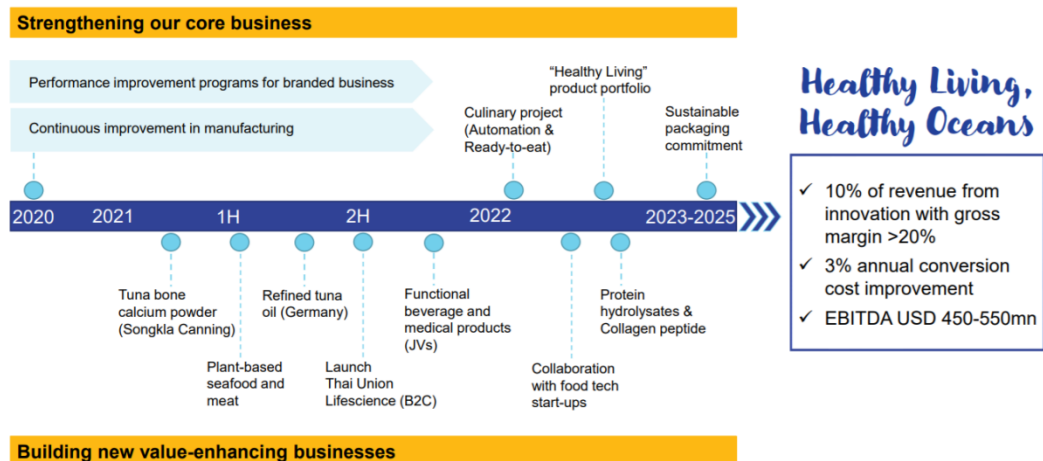 Strengthening our core business
Performance improvement programs for branded business
Continuous improvement in manufacturing
Culinary project
(Automation &
Ready-to-eat)
“Healthy Living”
product portfolio
Sustainable
packaging
commitment
2020
2021
1H
2H
2022
2023-2025
Tuna bone
calcium powder
(Songkla Canning)
Plant-based
seafood and
meat
Refined tuna
oil (Germany)
Launch
Thai Union
Lifescience (B2C)
Functional
beverage and
medical products
(JVs)
Collaboration
with food tech
start-ups
Protein
hydrolysates &
Collagen peptide
Building new value-enhancing businesses
Healthy Living,
Healthy Oceans
✓ 10% of revenue from
innovation with gross
margin >20%
✓ 3% annual conversion
cost improvement
✓ EBITDA USD 450-550mn